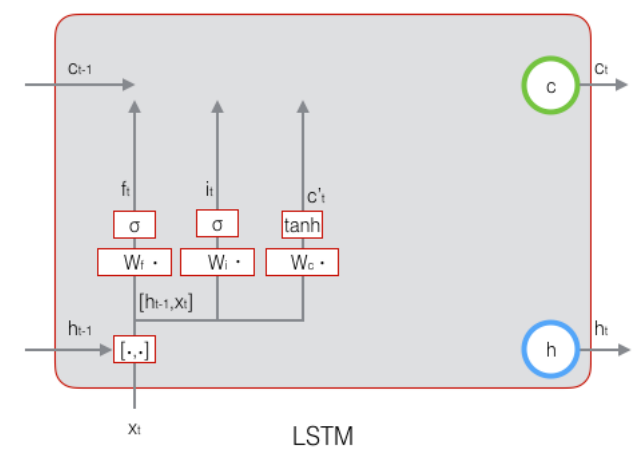 Ct-1
c
Ct
ft
it
c't
σ
σ
tanh
Wf ·
Wi ·
Wc ·
[ht-1,xt]
ht-1
[·,·]
h
ht
xt
LSTM